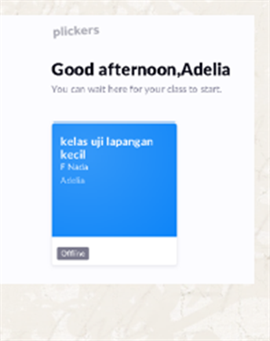 plickers
Good afternoon,Adelia
You can wait here for your class to start.
kelas uji lapangan
kecil
F Nada
Adelia
Offline